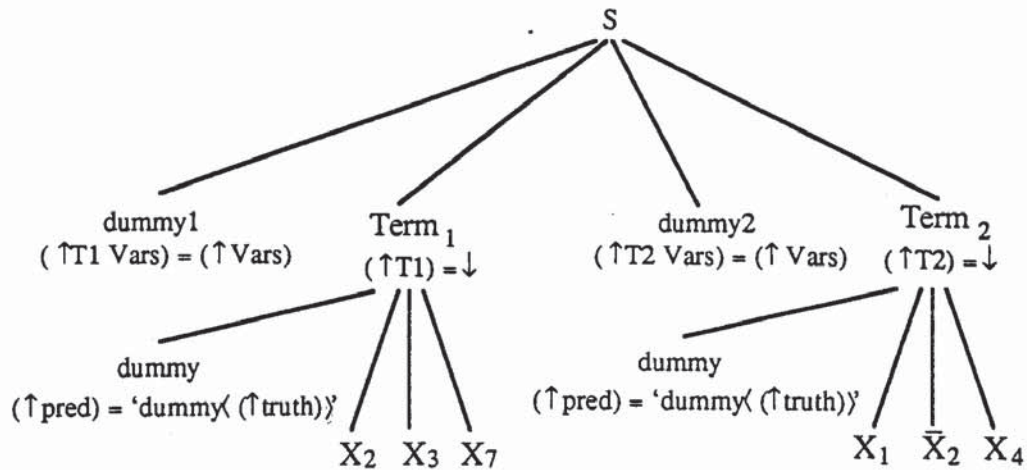 S
dummy1 Term 1 dummy2 Term 2
(↑T1 Vars) = (↑Vars) (↑T1) = ↓ (↑T2 Vars) = (↑Vars) (↑T2) = ↓
dummy dummy
(↑pred) = ‘dummy⟨ (↑truth)⟩’ (↑pred) = ‘dummy⟨ (↑truth)⟩’
X2 X3 X7 X1 X̅2 X4